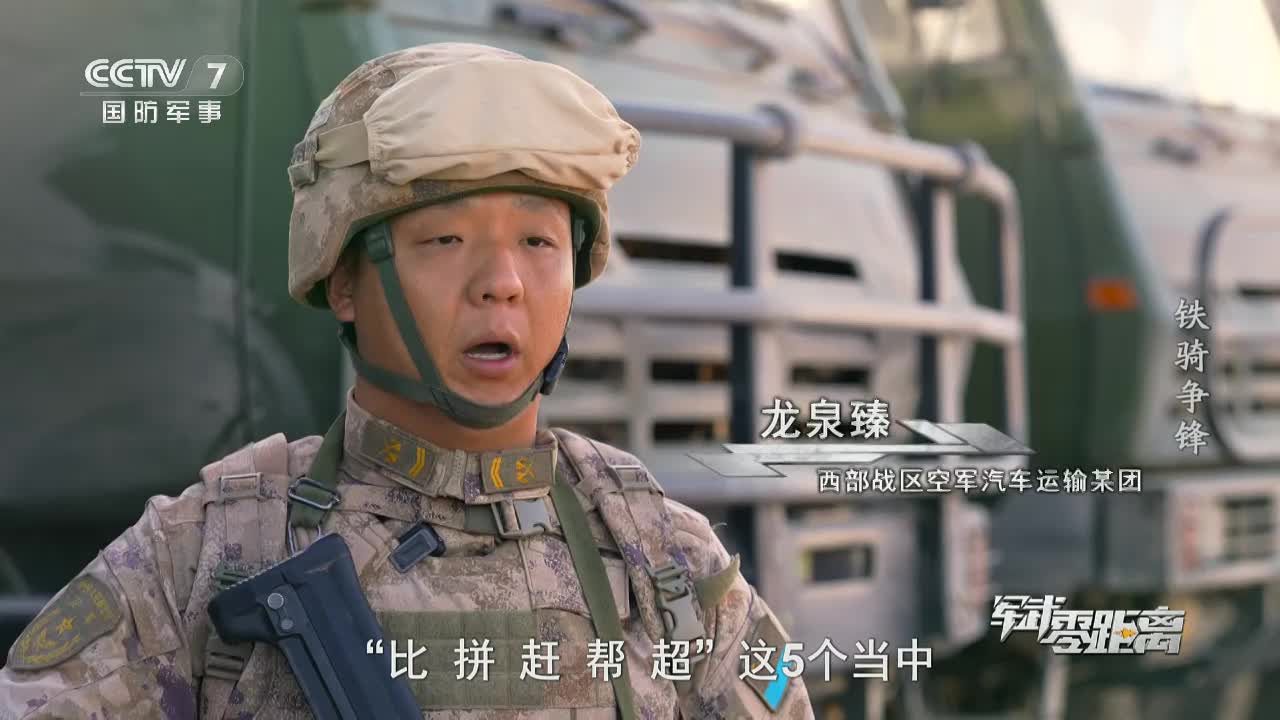 CCTV 7
国防军事
铁骑争锋
龙泉臻
西部战区空军汽车运输某团
军武零距离
“比 拼 赶 帮 超”这5个当中